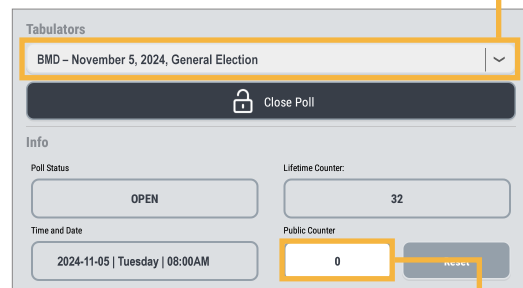 Tabulators
BMD – November 5, 2024, General Election
Close Poll
Info
Poll Status
Lifetime Counter:
OPEN
32
Time and Date
Public Counter
2024-11-05 | Tuesday | 08:00AM
0
Reset